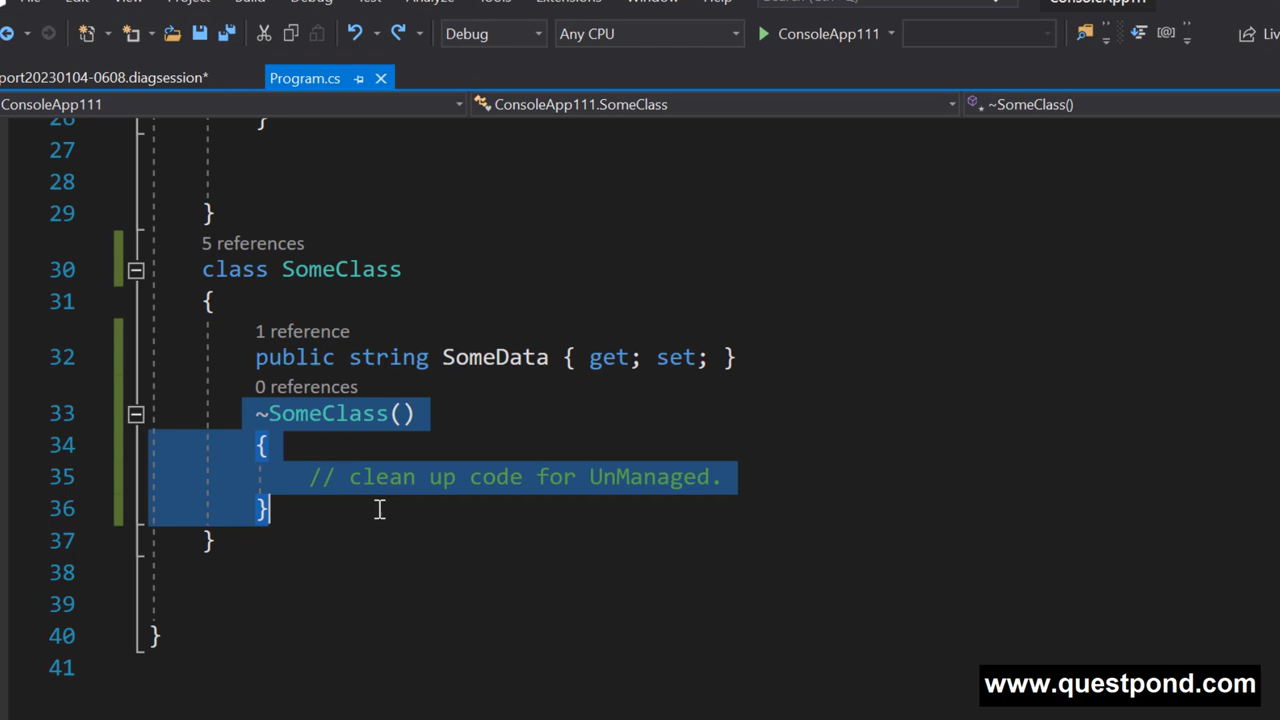 Debug Any CPU ConsoleApp111 Liv
port20230104-0608.diagsession* Program.cs
ConsoleApp111 ConsoleApp111.SomeClass ~SomeClass()
26 }
27
28
29 }
5 references
30 class SomeClass
31 {
1 reference
32 public string SomeData { get; set; }
0 references
33 ~SomeClass()
34 {
35 // clean up code for UnManaged.
36 }
37 }
38
39
40 }
41
www.questpond.com